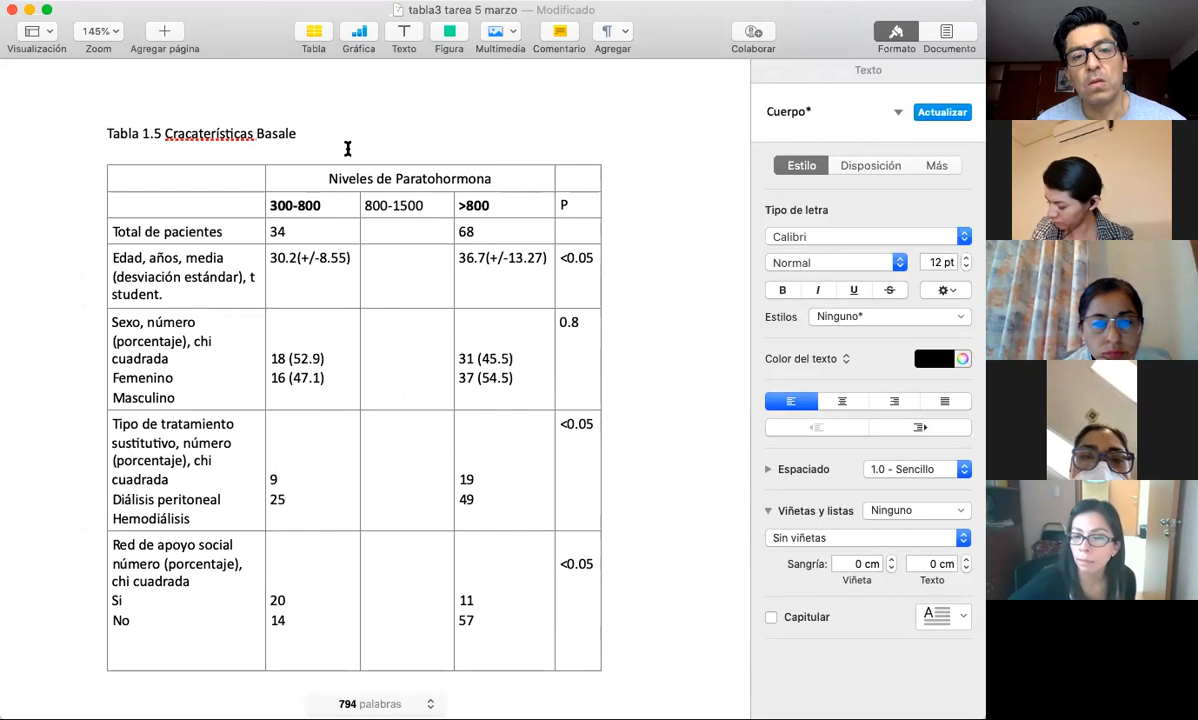 tabla3 tarea 5 marzo — Modificado
145%
Visualización Zoom Agregar página Tabla Gráfica Texto Figura Multimedia Comentario Agregar Colaborar Formato Documento
Texto
Cuerpo* Actualizar
Estilo Disposición Más
Tipo de letra
Calibri
Normal 12 pt
B I U S
Estilos Ninguno*
Color del texto
Espaciado 1.0 - Sencillo
Viñetas y listas Ninguno
Sin viñetas
Sangría: 0 cm 0 cm
Viñeta Texto
Capitular A
Tabla 1.5 Cracaterísticas Basale
Niveles de Paratohormona
300-800 800-1500 >800 P
Total de pacientes 34 68
Edad, años, media 30.2(+/-8.55) 36.7(+/-13.27) <0.05
(desviación estándar), t
student.
Sexo, número 0.8
(porcentaje), chi
cuadrada 18 (52.9) 31 (45.5)
Femenino 16 (47.1) 37 (54.5)
Masculino
Tipo de tratamiento <0.05
sustitutivo, número
(porcentaje), chi
cuadrada 9 19
Diálisis peritoneal 25 49
Hemodiálisis
Red de apoyo social
número (porcentaje), <0.05
chi cuadrada
Si 20 11
No 14 57
794 palabras